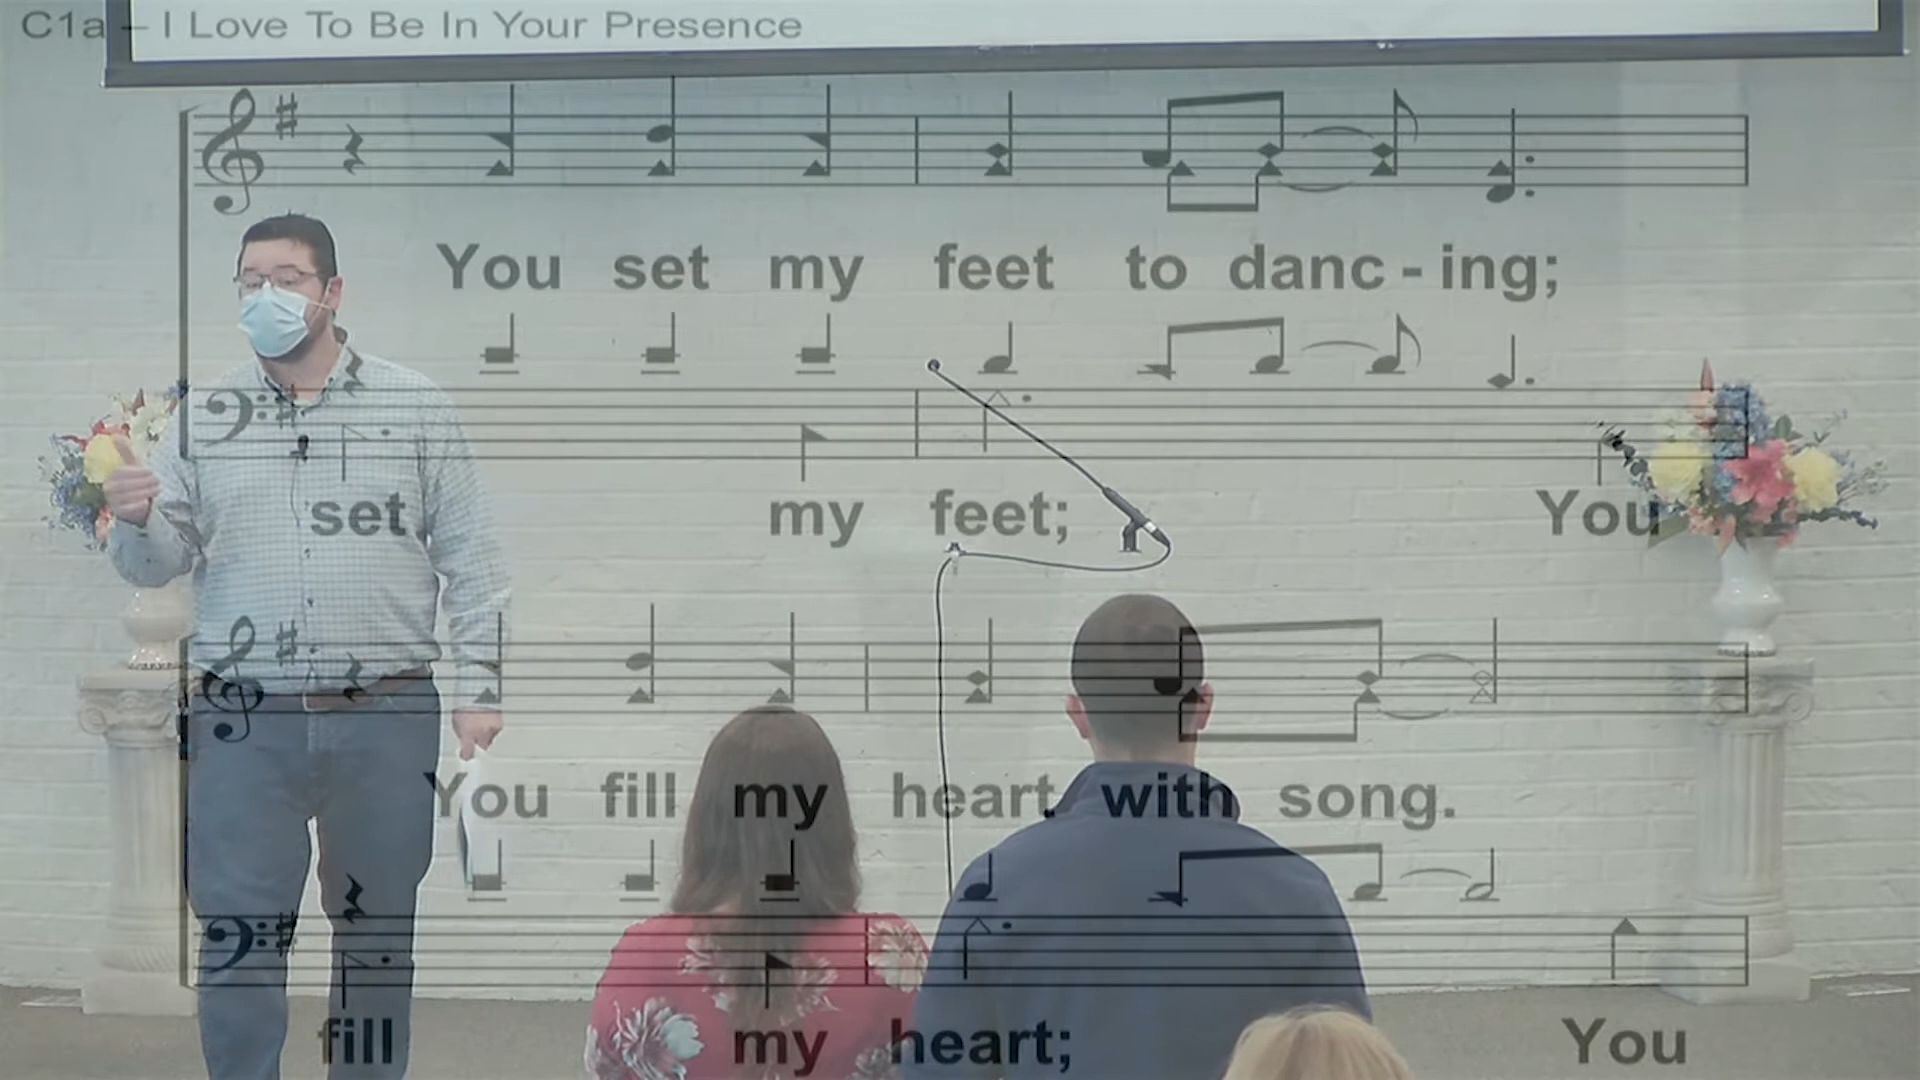 C1a – I Love To Be In Your Presence
You set my feet to danc - ing;
set my feet; You
You fill my heart with song.
fill my heart; You